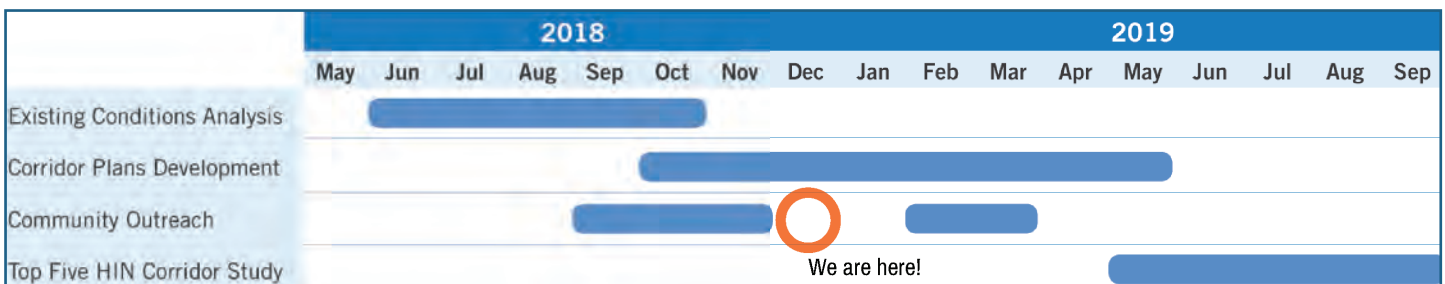 2018 2019
May Jun Jul Aug Sep Oct Nov Dec Jan Feb Mar Apr May Jun Jul Aug Sep
Existing Conditions Analysis
Corridor Plans Development
Community Outreach
We are here!
Top Five HIN Corridor Study